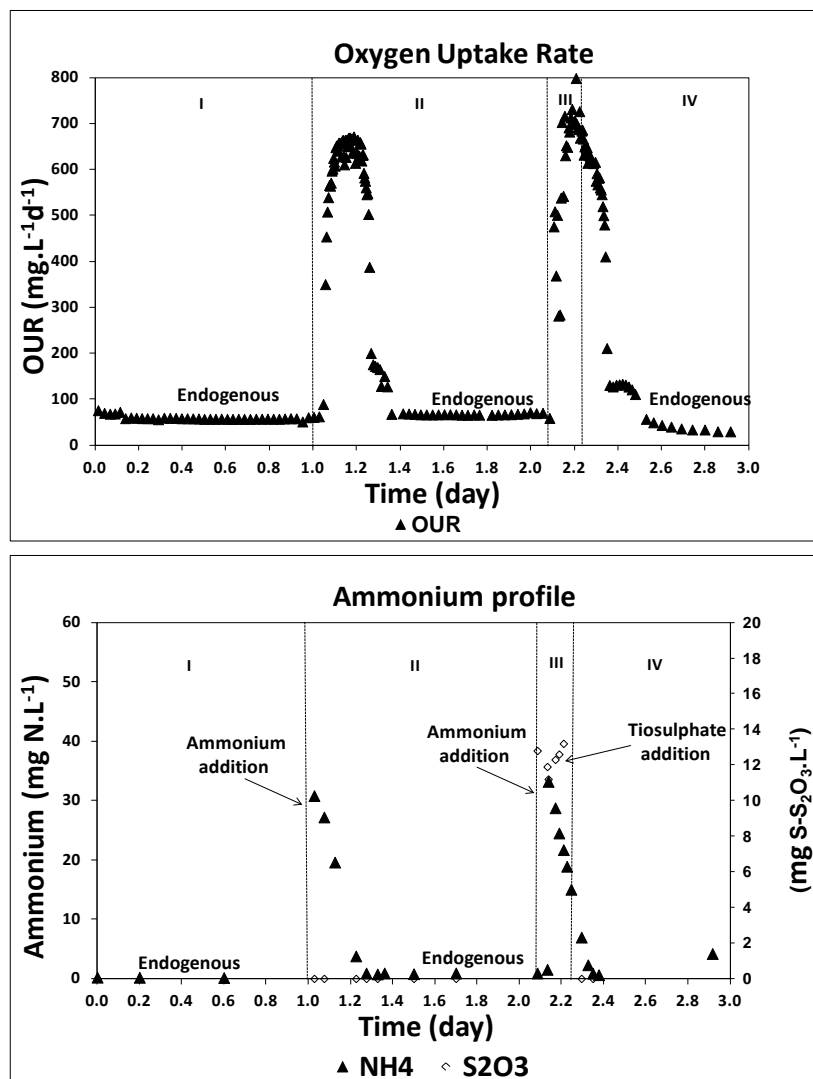 Oxygen Uptake Rate
800
700
600
500
400
300
200
100
0
OUR (mg.L-1d-1)
I
II
III
IV
Endogenous
Endogenous
Endogenous
0.0 0.2 0.4 0.6 0.8 1.0 1.2 1.4 1.6 1.8 2.0 2.2 2.4 2.6 2.8 3.0
Time (day)
▲ OUR
Ammonium profile
60
50
40
30
20
10
0
Ammonium (mg N.L-1)
20
18
16
14
12
10
8
6
4
2
0
(mg S-S2O3.L-1)
I
II
III
IV
Ammonium
addition
Ammonium
addition
Tiosulphate
addition
Endogenous
Endogenous
0.0 0.2 0.4 0.6 0.8 1.0 1.2 1.4 1.6 1.8 2.0 2.2 2.4 2.6 2.8 3.0
Time (day)
▲ NH4 ◇ S2O3